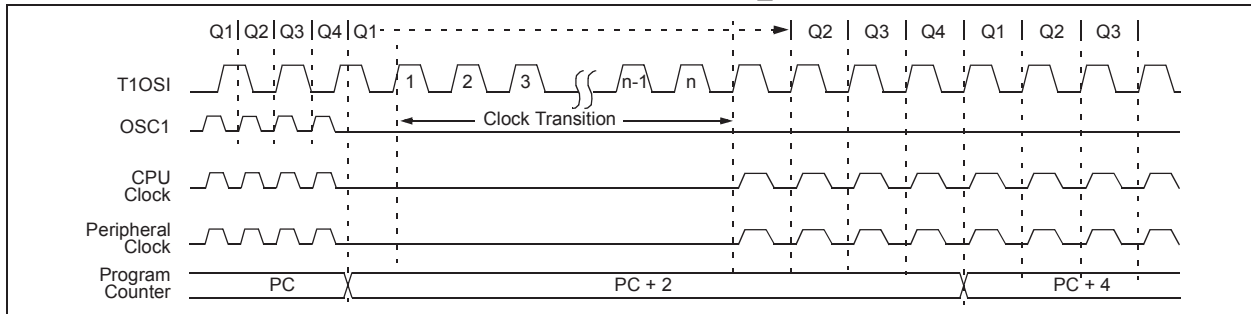 Q1 Q2 Q3 Q4 Q1 Q2 Q3 Q4 Q1 Q2 Q3
T1OSI 1 2 3 n-1 n
OSC1 Clock Transition
CPU
Clock
Peripheral
Clock
Program
Counter PC PC + 2 PC + 4